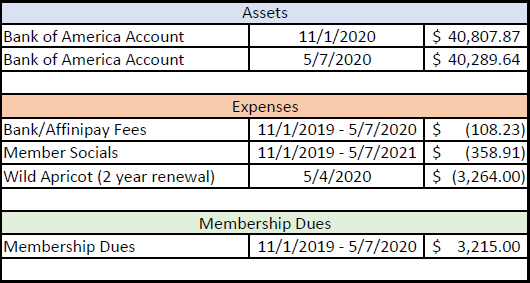 Assets
Bank of America Account 11/1/2020 $ 40,807.87
Bank of America Account 5/7/2020 $ 40,289.64
Expenses
Bank/Affinipay Fees 11/1/2019 - 5/7/2020 $ (108.23)
Member Socials 11/1/2019 - 5/7/2021 $ (358.91)
Wild Apricot (2 year renewal) 5/4/2020 $ (3,264.00)
Membership Dues
Membership Dues 11/1/2019 - 5/7/2020 $ 3,215.00